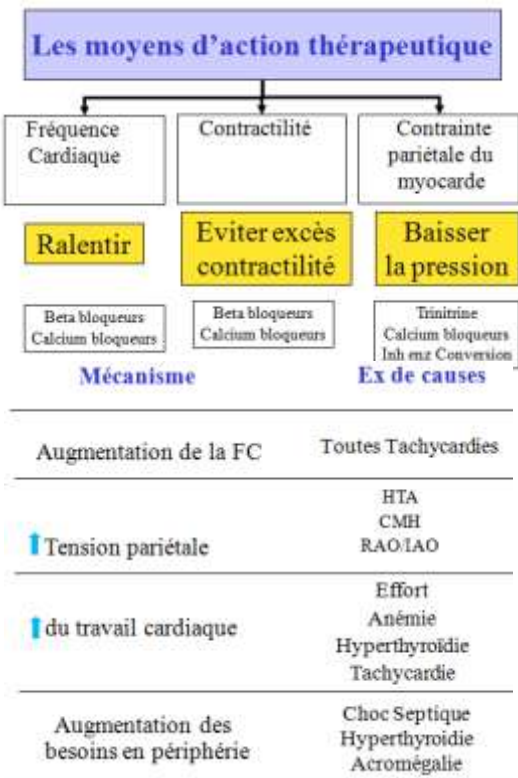 Les moyens d'action thérapeutique
Fréquence
Cardiaque
Contractilité
Contrainte
pariétale du
myocarde
Ralentir
Eviter excès
contractilité
Baisser
la pression
Beta bloqueurs
Calcium bloqueurs
Beta bloqueurs
Calcium bloqueurs
Trinitrine
Calcium bloqueurs
Inh enz Conversion
Mécanisme
Ex de causes
Augmentation de la FC
Toutes Tachycardies
Tension pariétale
HTA
CMH
RAO/IAO
du travail cardiaque
Effort
Anémie
Hyperthyroïdie
Tachycardie
Augmentation des
besoins en périphérie
Choc Septique
Hyperthyroïdie
Acromégalie